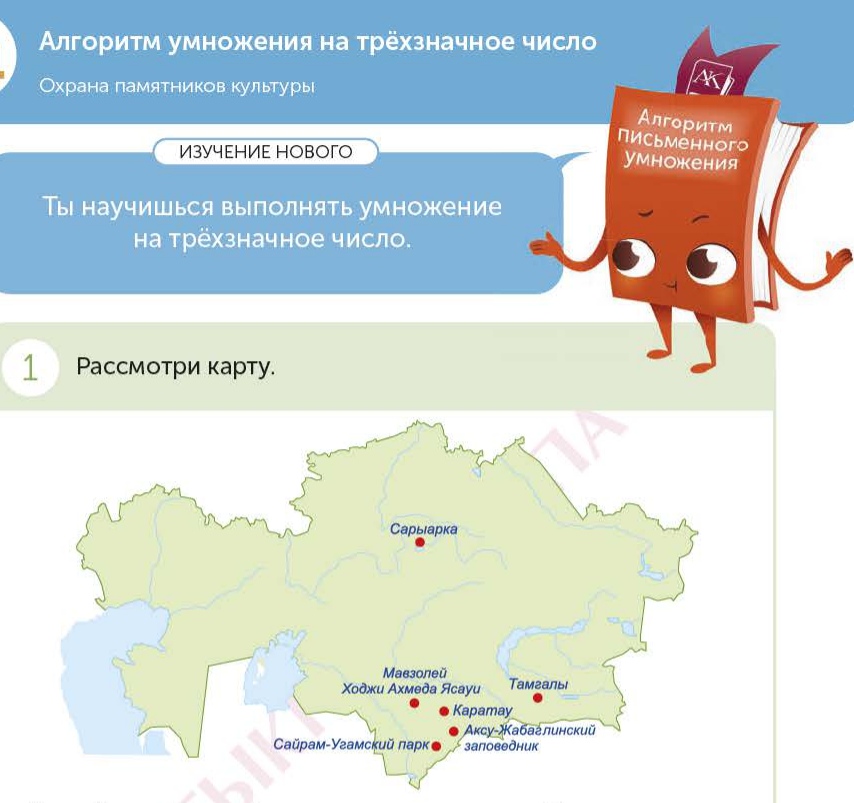 Алгоритм умножения на трёхзначное число
Охрана памятников культуры
АК
Алгоритм
письменного
умножения
ИЗУЧЕНИЕ НОВОГО
Ты научишься выполнять умножение
на трёхзначное число.
1
Рассмотри карту.
Сарыарка
Мавзолей
Ходжи Ахмеда Ясауи
Тамгалы
Каратау
Аксу-Жабаглинский
заповедник
Сайрам-Угамский парк